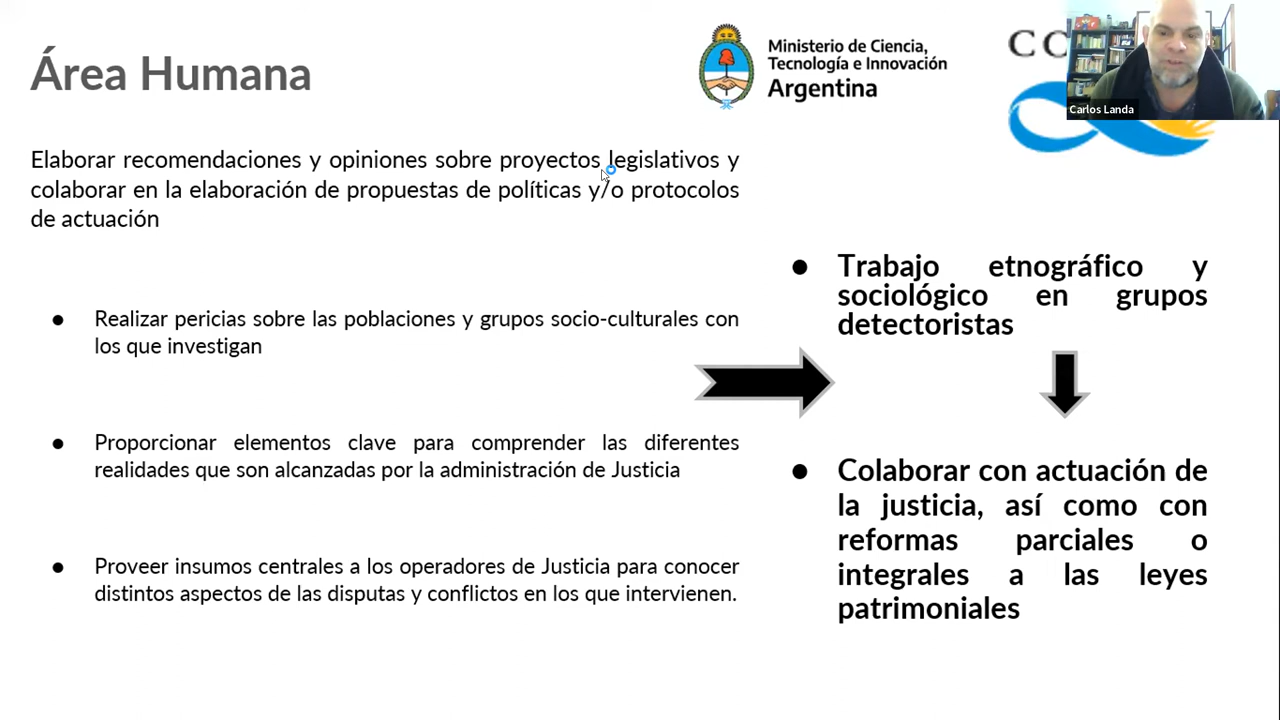 Área Humana
Ministerio de Ciencia,
Tecnología e Innovación
Argentina
Carlos Landa
Elaborar recomendaciones y opiniones sobre proyectos legislativos y
colaborar en la elaboración de propuestas de políticas y/o protocolos
de actuación
● Realizar pericias sobre las poblaciones y grupos socio-culturales con
los que investigan
● Proporcionar elementos clave para comprender las diferentes
realidades que son alcanzadas por la administración de Justicia
● Proveer insumos centrales a los operadores de Justicia para conocer
distintos aspectos de las disputas y conflictos en los que intervienen.
● Trabajo etnográfico y
sociológico en grupos
detectoristas
● Colaborar con actuación de
la justicia, así como con
reformas parciales o
integrales a las leyes
patrimoniales